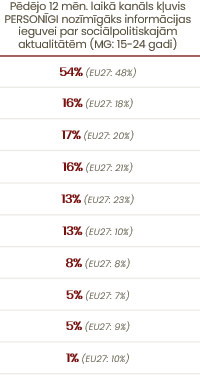 Pēdējo 12 mēn. laikā kanāls kļuvis
PERSONĪGI nozīmīgāks informācijas
ieguvei par sociālpolitiskajām
aktualitātēm (MG: 15-24 gadi)
54% (EU27: 48%)
16% (EU27: 18%)
17% (EU27: 20%)
16% (EU27: 21%)
13% (EU27: 23%)
13% (EU27: 10%)
8% (EU27: 8%)
5% (EU27: 7%)
5% (EU27: 9%)
1% (EU27: 10%)